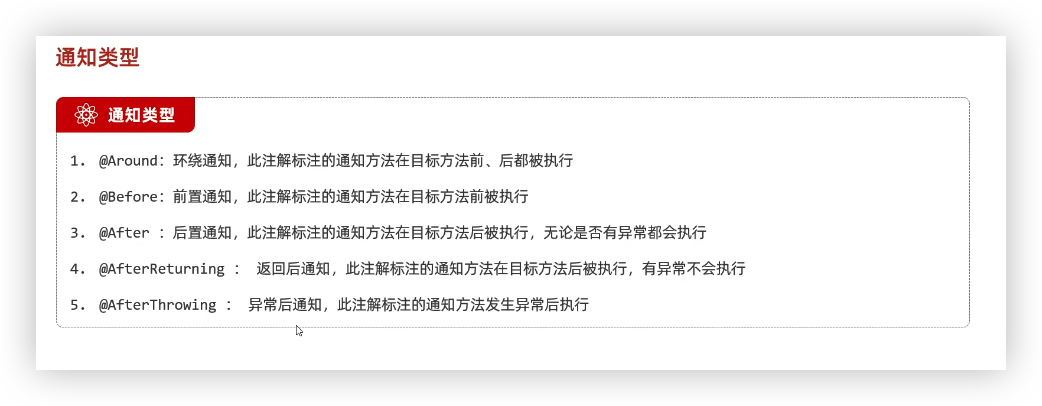 通知类型
通知类型
1. @Around：环绕通知，此注解标注的通知方法在目标方法前、后都被执行
2. @Before：前置通知，此注解标注的通知方法在目标方法前被执行
3. @After ：后置通知，此注解标注的通知方法在目标方法后被执行，无论是否有异常都会执行
4. @AfterReturning ： 返回后通知，此注解标注的通知方法在目标方法后被执行，有异常不会执行
5. @AfterThrowing ： 异常后通知，此注解标注的通知方法发生异常后执行